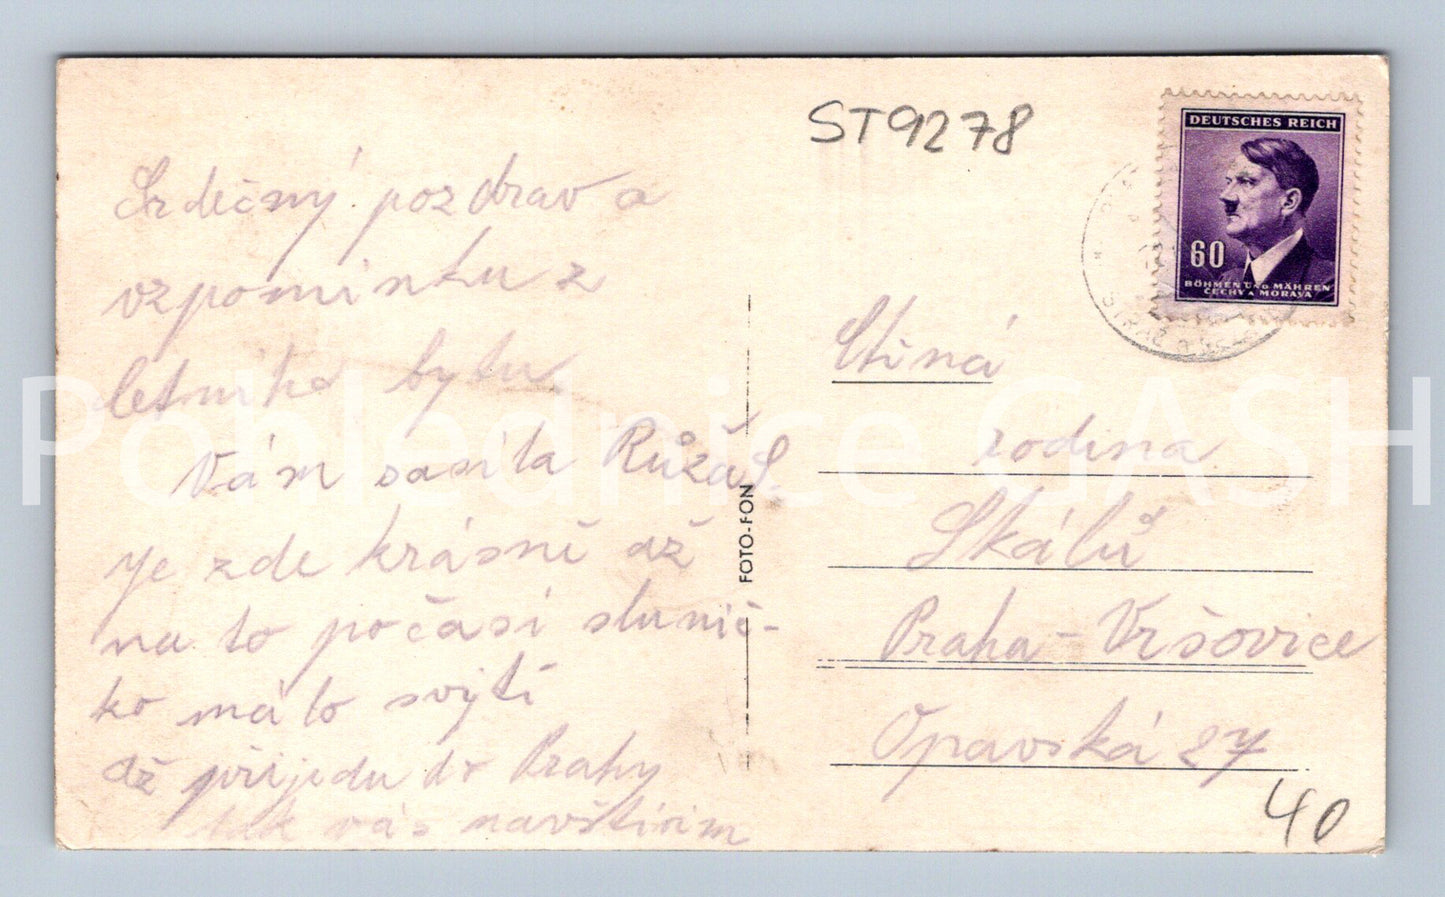 ST9278
DEUTSCHES REICH
60
BÖHMEN UND MÄHREN
ČECHY A MORAVA
Srdečný pozdrav a
vzpomínku z
letního bytu
Vám zasílá Růža S.
je zde krásně až
na to počasí slunič-
ko málo svítí
až přijedu do Prahy
tak vás navštívím
FOTO-FON
Ctěná
rodina
Skálů
Praha - Vršovice
Opavská 27
40
Pohlednice GASH